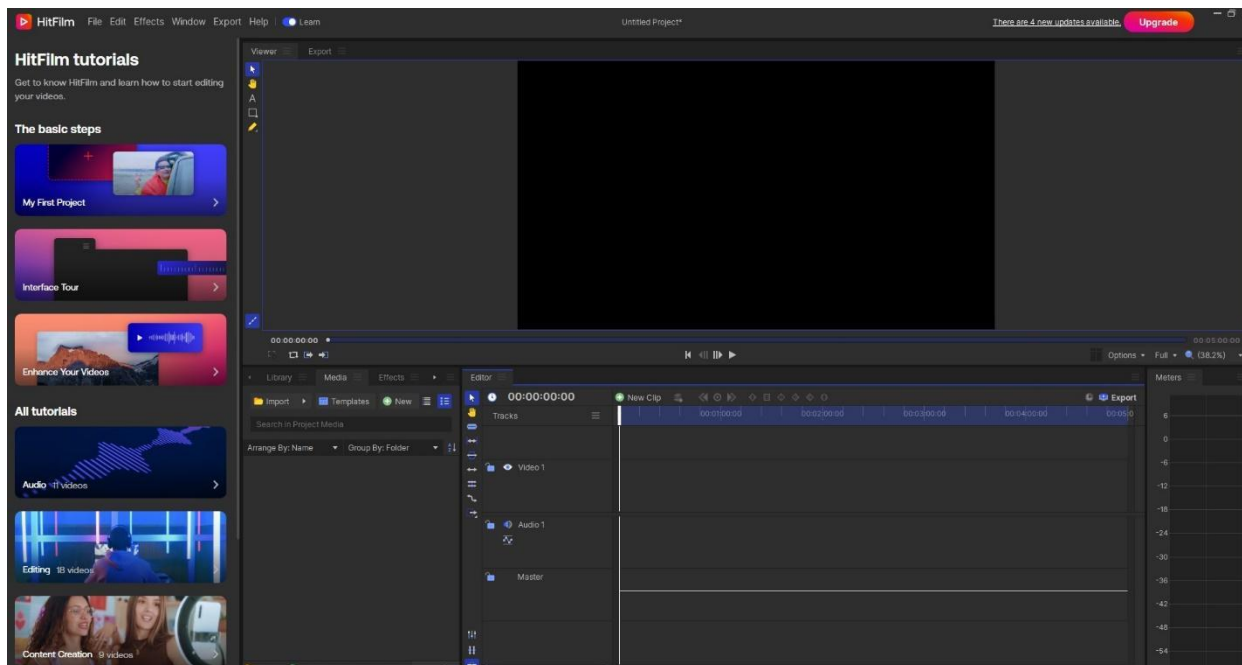 HitFilm File Edit Effects Window Export Help Learn Untitled Project* There are 4 new updates available. Upgrade
HitFilm tutorials
Get to know HitFilm and learn how to start editing
your videos.
The basic steps
My First Project
Interface Tour
Enhance Your Videos
All tutorials
Audio 11 videos
Editing 18 videos
Content Creation 9 videos
Viewer Export
A
00:00:00:00 00:05:00:00
Options Full (38.2%)
Library Media Effects
Import Templates New
Search in Project Media
Arrange By: Name Group By: Folder
Editor
00:00:00:00 New Clip Export
Tracks 00:01:00:00 00:02:00:00 00:03:00:00 00:04:00:00
Video 1
Audio 1
Master
Meters
6
0
-6
-12
-18
-24
-30
-36
-42
-48
-54